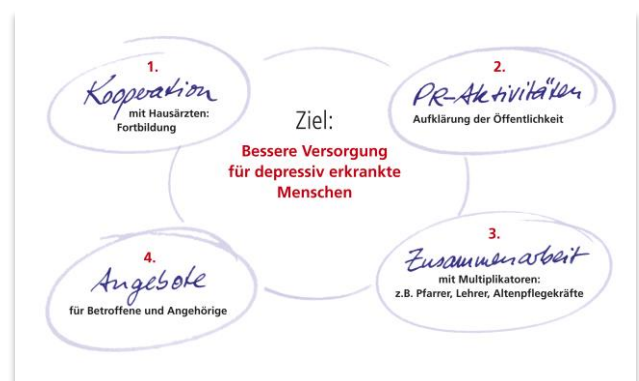 1.
Kooperation
mit Hausärzten:
Fortbildung
2.
PR-Aktivitäten
Aufklärung der Öffentlichkeit
Ziel:
Bessere Versorgung
für depressiv erkrankte
Menschen
3.
Zusammenarbeit
mit Multiplikatoren:
z.B. Pfarrer, Lehrer, Altenpflegekräfte
4.
Angebote
für Betroffene und Angehörige